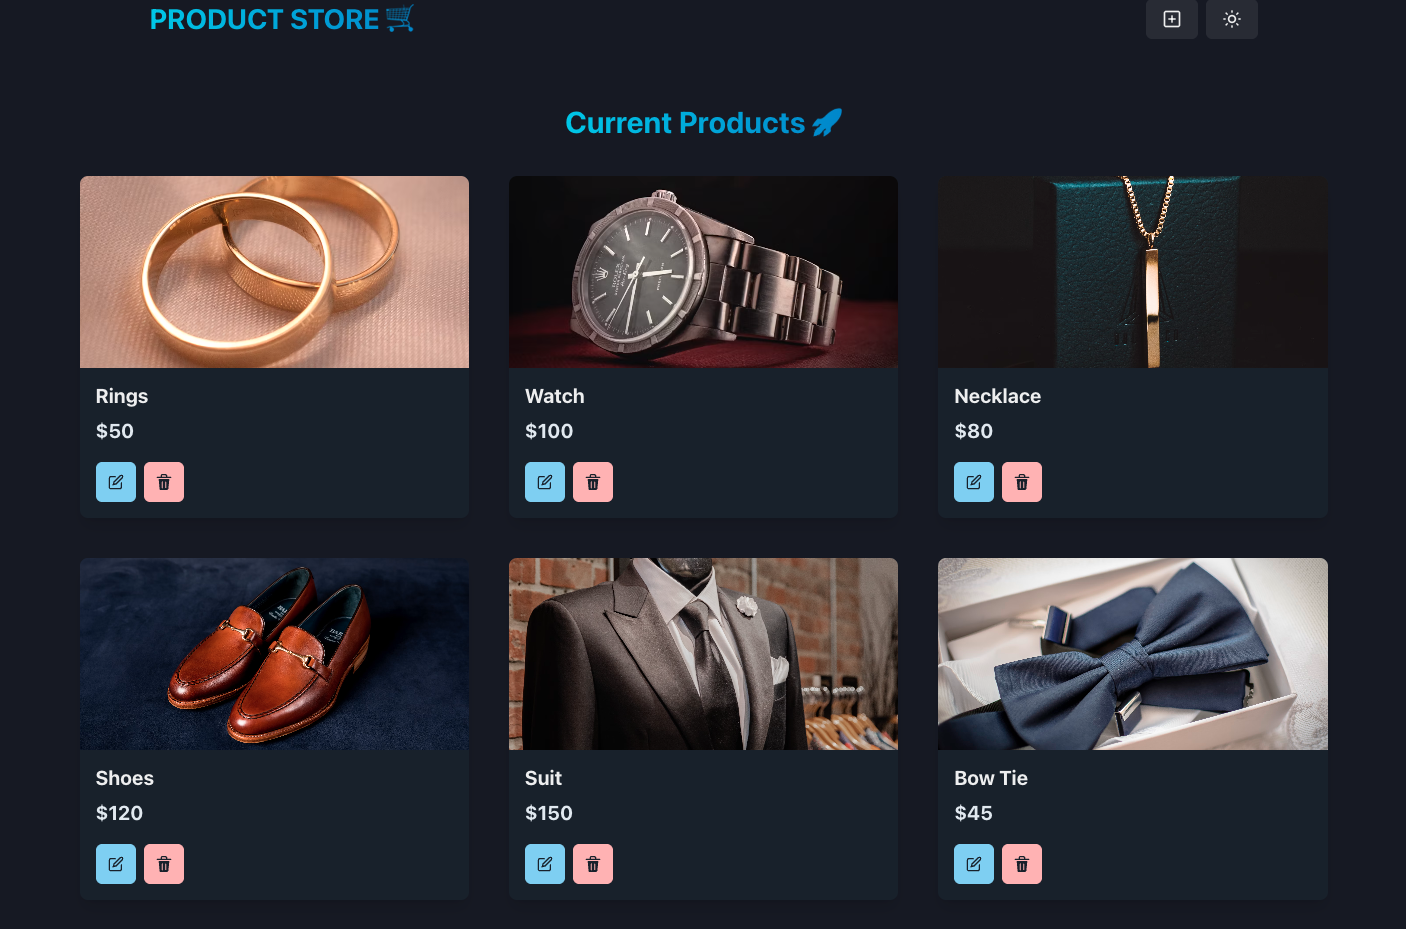 PRODUCT STORE 🛒
Current Products 🚀
Rings
$50
Watch
$100
Necklace
$80
Shoes
$120
Suit
$150
Bow Tie
$45